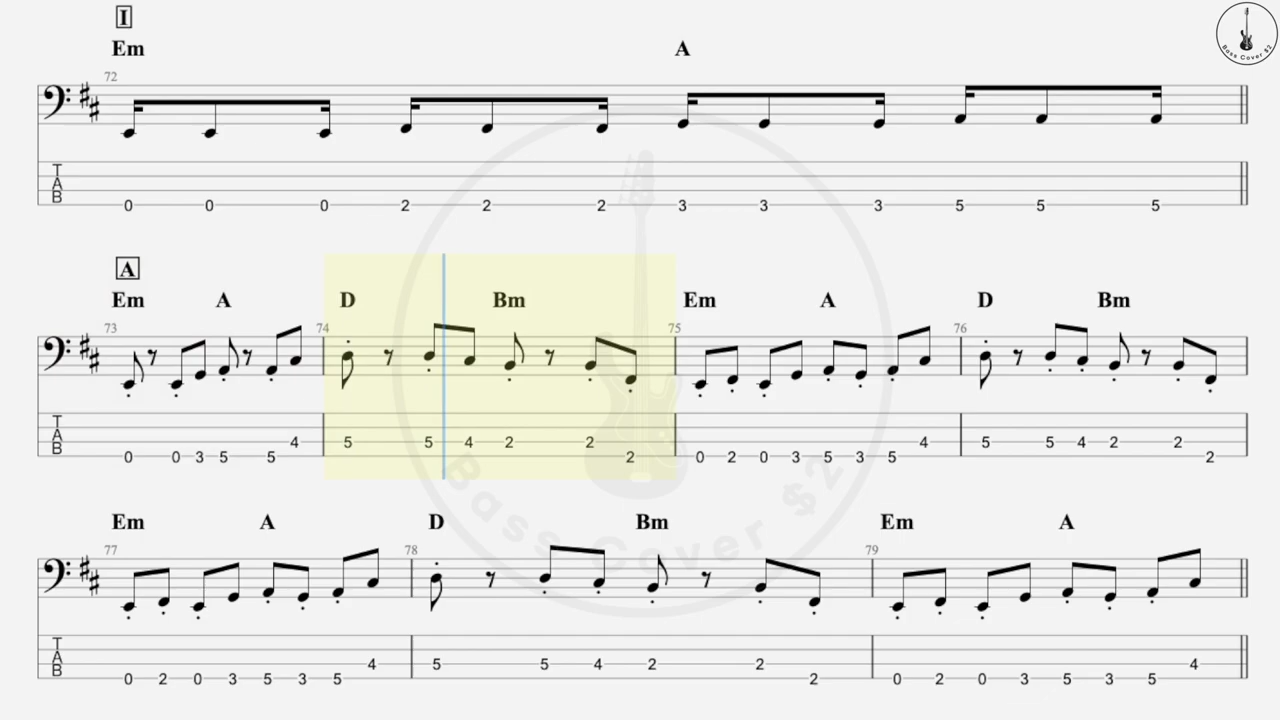 I
Em A
72
T
A
B
0 0 0 2 2 2 3 3 3 5 5 5
A
Em A D Bm Em A D Bm
73 74 75 76
T
A
B
0 0 3 5 5 4 5 5 4 2 2 2 0 2 0 3 5 3 5 4 5 5 4 2 2 2
Em A D Bm Em A
77 78 79
T
A
B
0 2 0 3 5 3 5 4 5 5 4 2 2 2 0 2 0 3 5 3 5 4
Bass Cover $2
Bass Cover $2